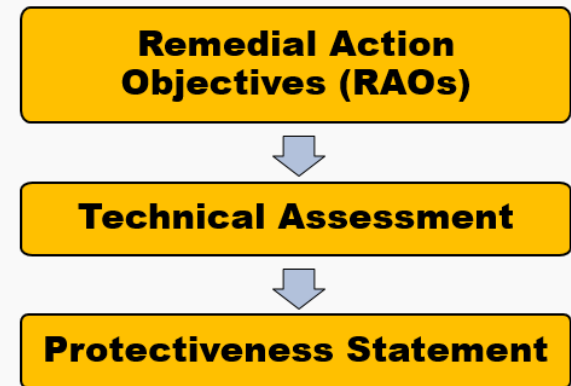 Remedial Action
Objectives (RAOs)
Technical Assessment
Protectiveness Statement